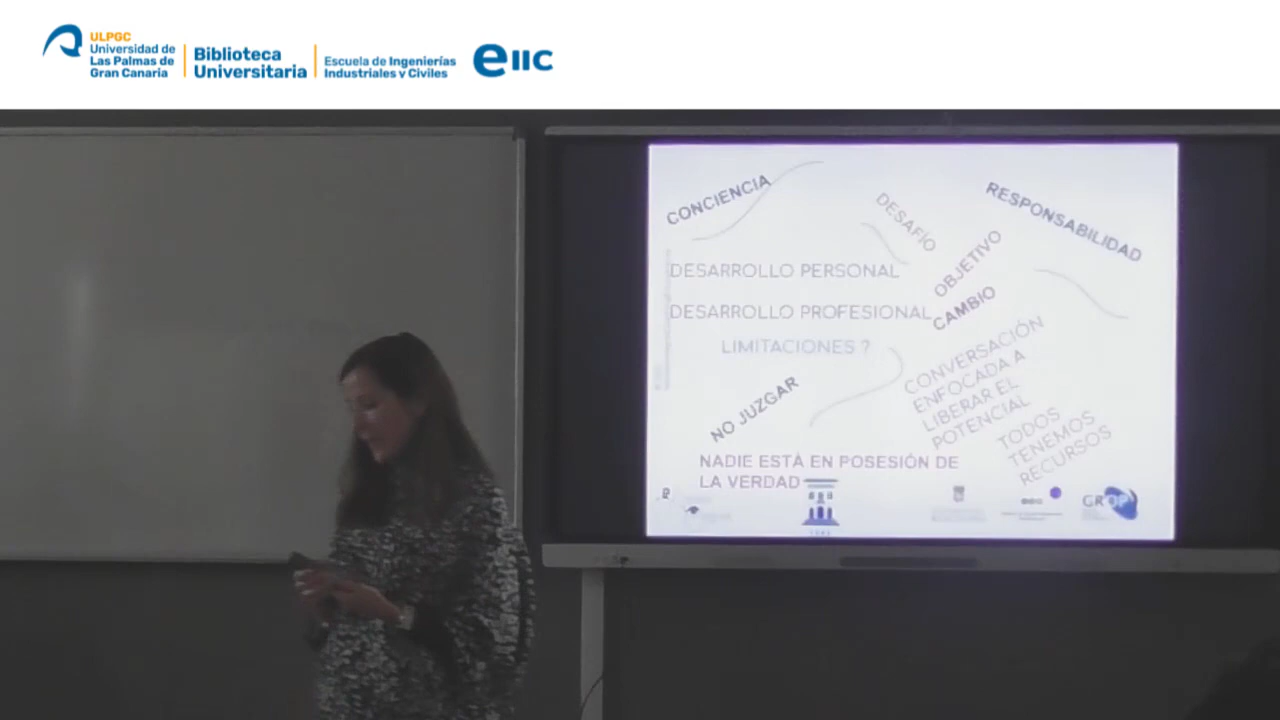 ULPGC
Universidad de
Las Palmas de
Gran Canaria
Biblioteca
Universitaria
Escuela de Ingenierías
Industriales y Civiles
eiic
CONCIENCIA
DESAFÍO
RESPONSABILIDAD
OBJETIVO
DESARROLLO PERSONAL
DESARROLLO PROFESIONAL
CAMBIO
LIMITACIONES ?
CONVERSACIÓN
ENFOCADA A
LIBERAR EL
POTENCIAL
NO JUZGAR
TODOS
TENEMOS
RECURSOS
NADIE ESTÁ EN POSESIÓN DE
LA VERDAD
GROP